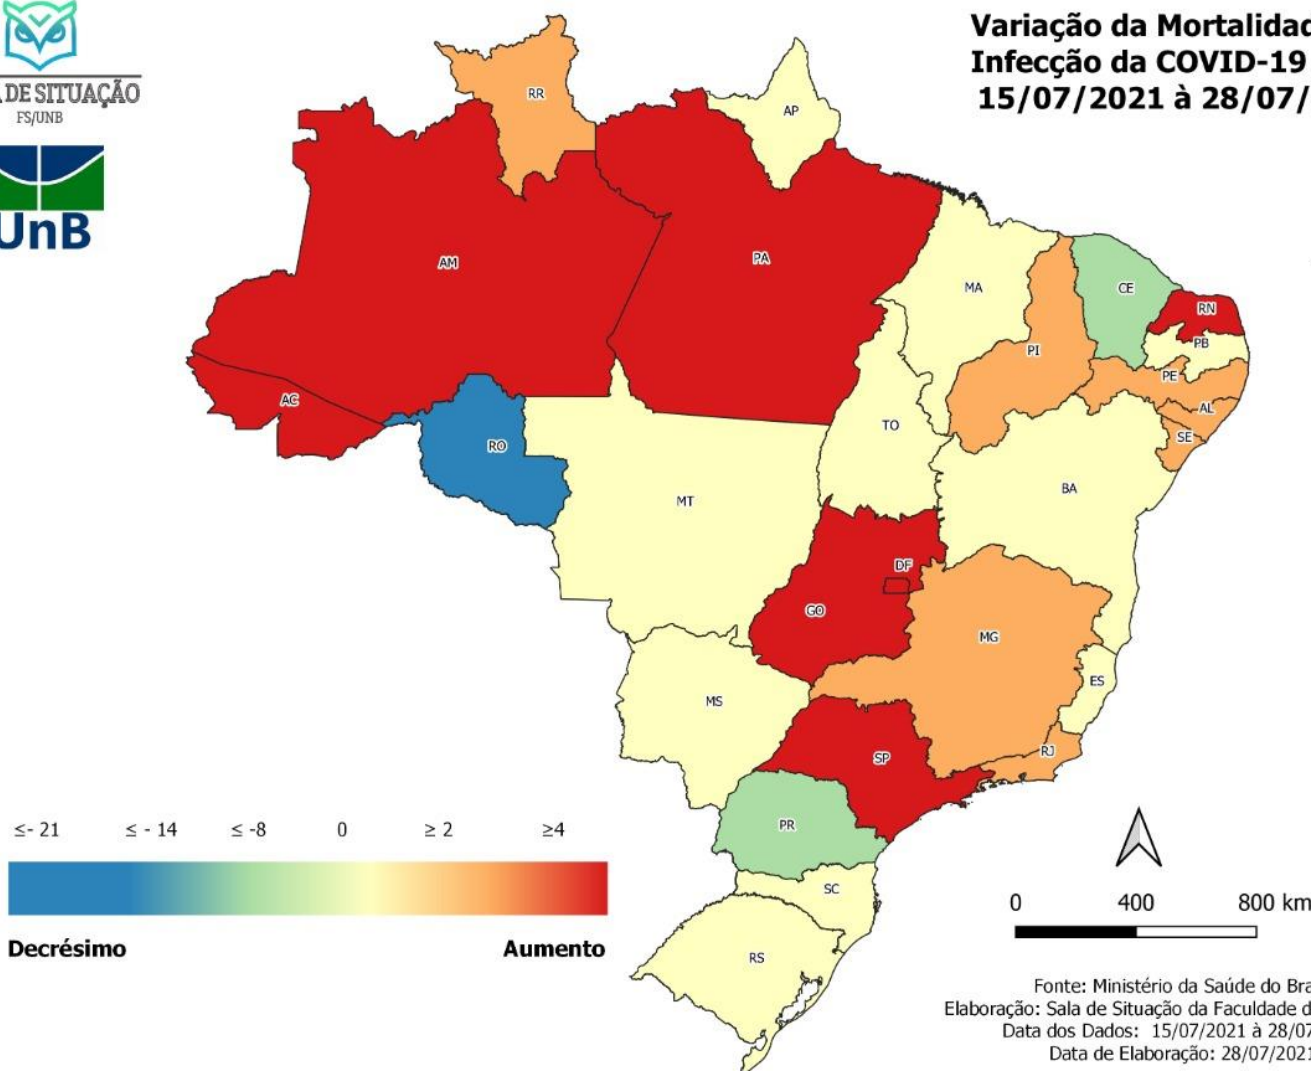 DE SITUAÇÃO
FS/UNB
UnB
Variação da Mortalidad
Infecção da COVID-19
15/07/2021 à 28/07/
RR
AP
AM
PA
MA
CE
RN
PB
PI
PE
AL
SE
AC
RO
TO
BA
MT
DF
GO
MG
ES
MS
SP
RJ
PR
SC
RS
≤- 21 ≤ - 14 ≤ -8 0 ≥ 2 ≥4
Decrésimo Aumento
0 400 800 km
Fonte: Ministério da Saúde do Bra
Elaboração: Sala de Situação da Faculdade d
Data dos Dados: 15/07/2021 à 28/07
Data de Elaboração: 28/07/2021